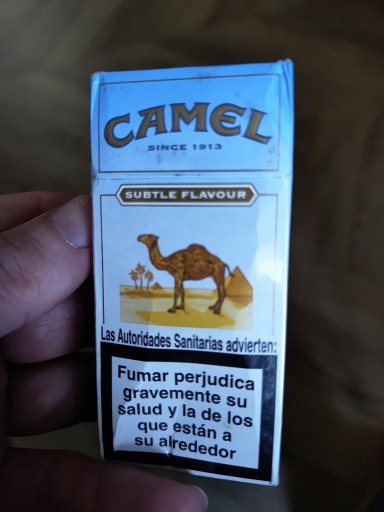 CAMEL
SINCE 1913
SUBTLE FLAVOUR
Las Autoridades Sanitarias advierten:
Fumar perjudica
gravemente su
salud y la de los
que están a
su alrededor